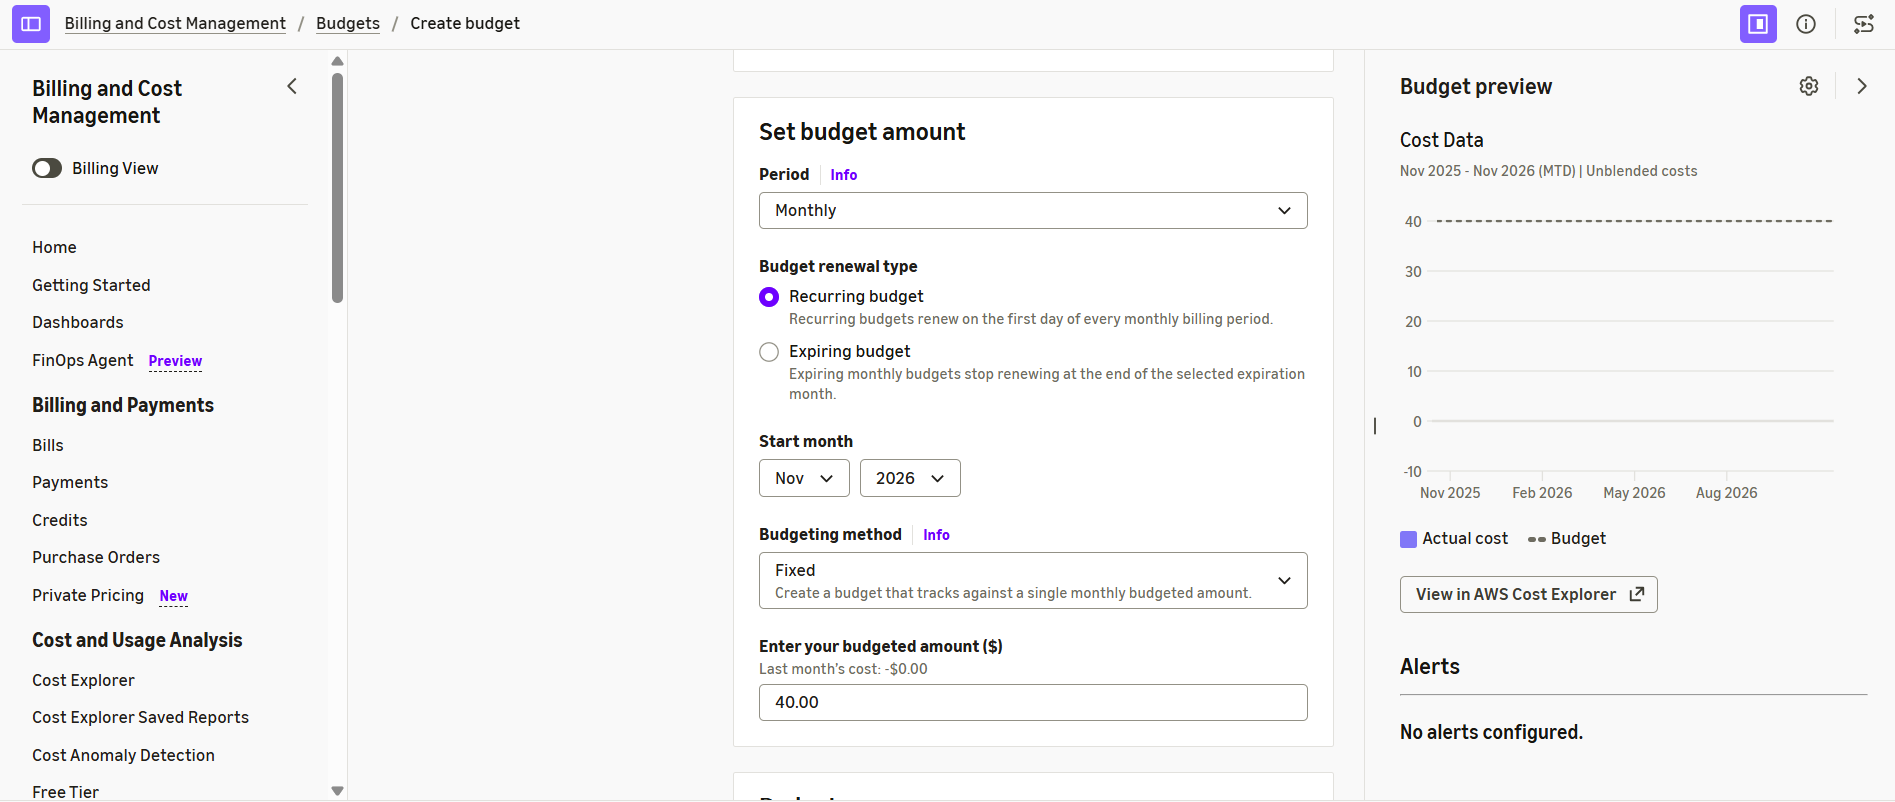 Billing and Cost Management / Budgets / Create budget
Billing and Cost
Management
Billing View
Home
Getting Started
Dashboards
FinOps Agent Preview
Billing and Payments
Bills
Payments
Credits
Purchase Orders
Private Pricing New
Cost and Usage Analysis
Cost Explorer
Cost Explorer Saved Reports
Cost Anomaly Detection
Free Tier
Set budget amount
Period Info
Monthly
Budget renewal type
Recurring budget
Recurring budgets renew on the first day of every monthly billing period.
Expiring budget
Expiring monthly budgets stop renewing at the end of the selected expiration
month.
Start month
Nov 2026
Budgeting method Info
Fixed
Create a budget that tracks against a single monthly budgeted amount.
Enter your budgeted amount ($)
Last month's cost: -$0.00
40.00
Budget preview
Cost Data
Nov 2025 - Nov 2026 (MTD) | Unblended costs
40
30
20
10
0
-10
Nov 2025 Feb 2026 May 2026 Aug 2026
Actual cost Budget
View in AWS Cost Explorer
Alerts
No alerts configured.